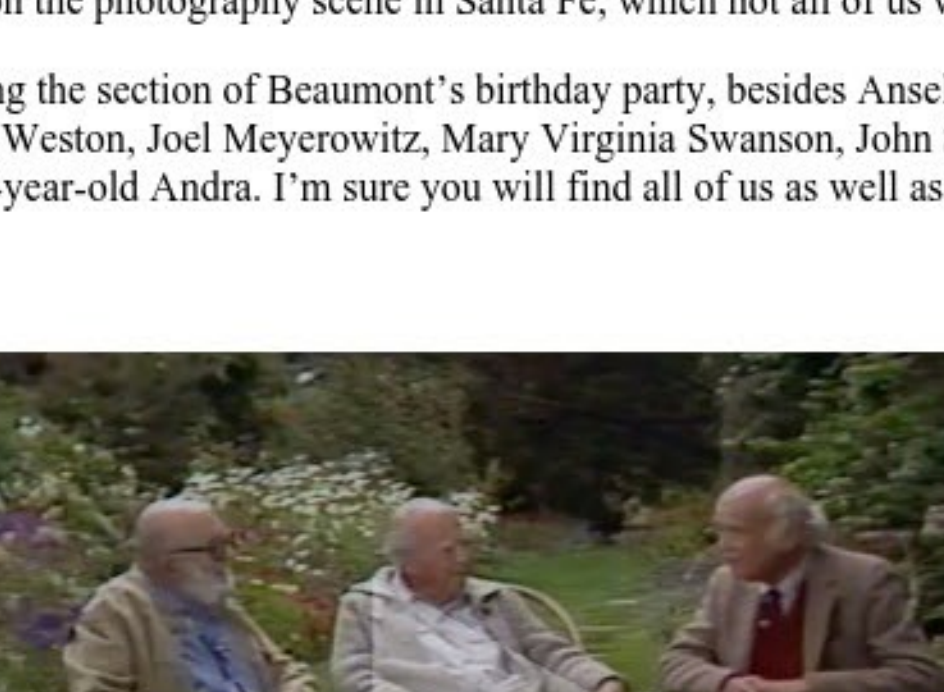 the photography scene in Santa Fe, which not all of us
the section of Beaumont’s birthday party, besides
Weston, Joel Meyerowitz, Mary Virginia Swanson, John
-year-old Andra. I’m sure you will find all of us as well as